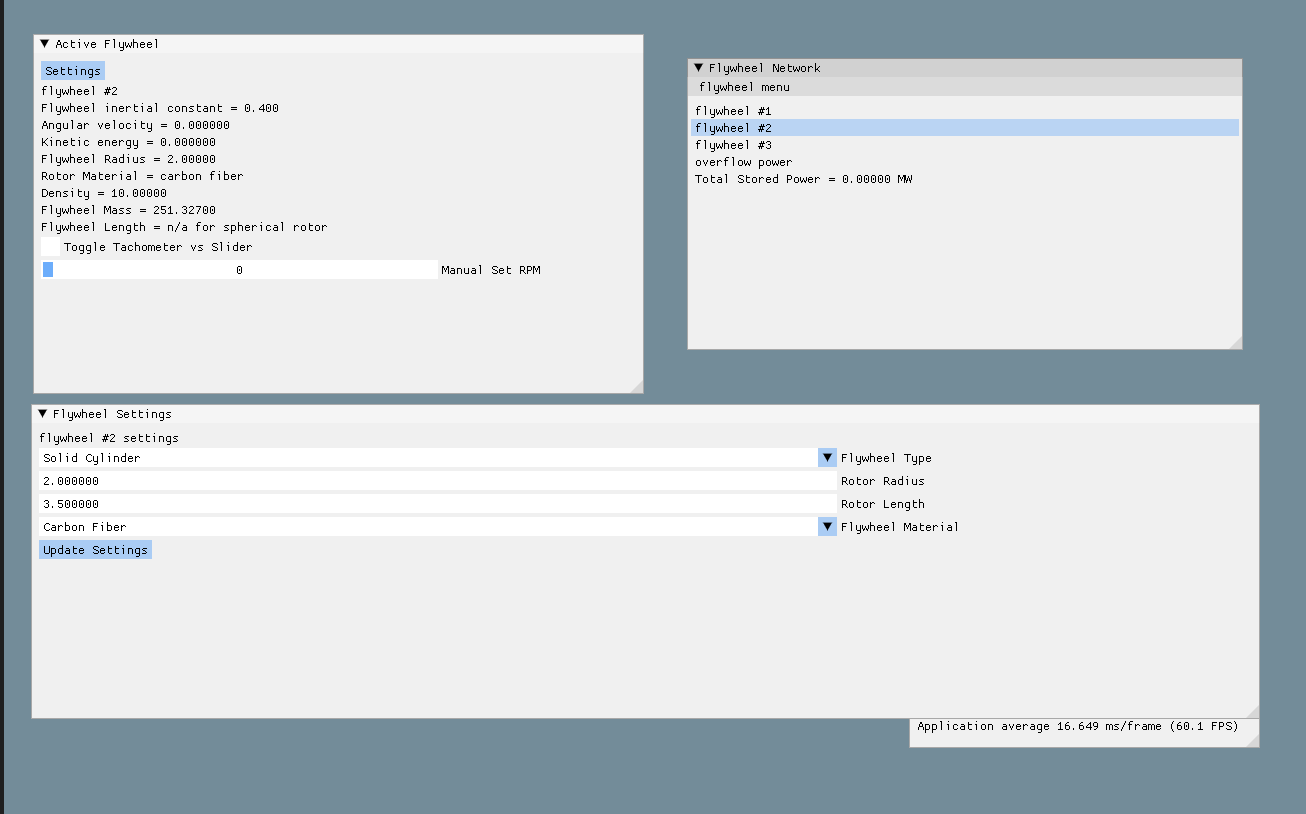 Active Flywheel
Settings
flywheel #2
Flywheel inertial constant = 0.400
Angular velocity = 0.000000
Kinetic energy = 0.000000
Flywheel Radius = 2.00000
Rotor Material = carbon fiber
Density = 10.00000
Flywheel Mass = 251.32700
Flywheel Length = n/a for spherical rotor
Toggle Tachometer vs Slider
0 Manual Set RPM
Flywheel Network
flywheel menu
flywheel #1
flywheel #2
flywheel #3
overflow power
Total Stored Power = 0.00000 MW
Flywheel Settings
flywheel #2 settings
Solid Cylinder Flywheel Type
2.000000 Rotor Radius
3.500000 Rotor Length
Carbon Fiber Flywheel Material
Update Settings
Application average 16.649 ms/frame (60.1 FPS)